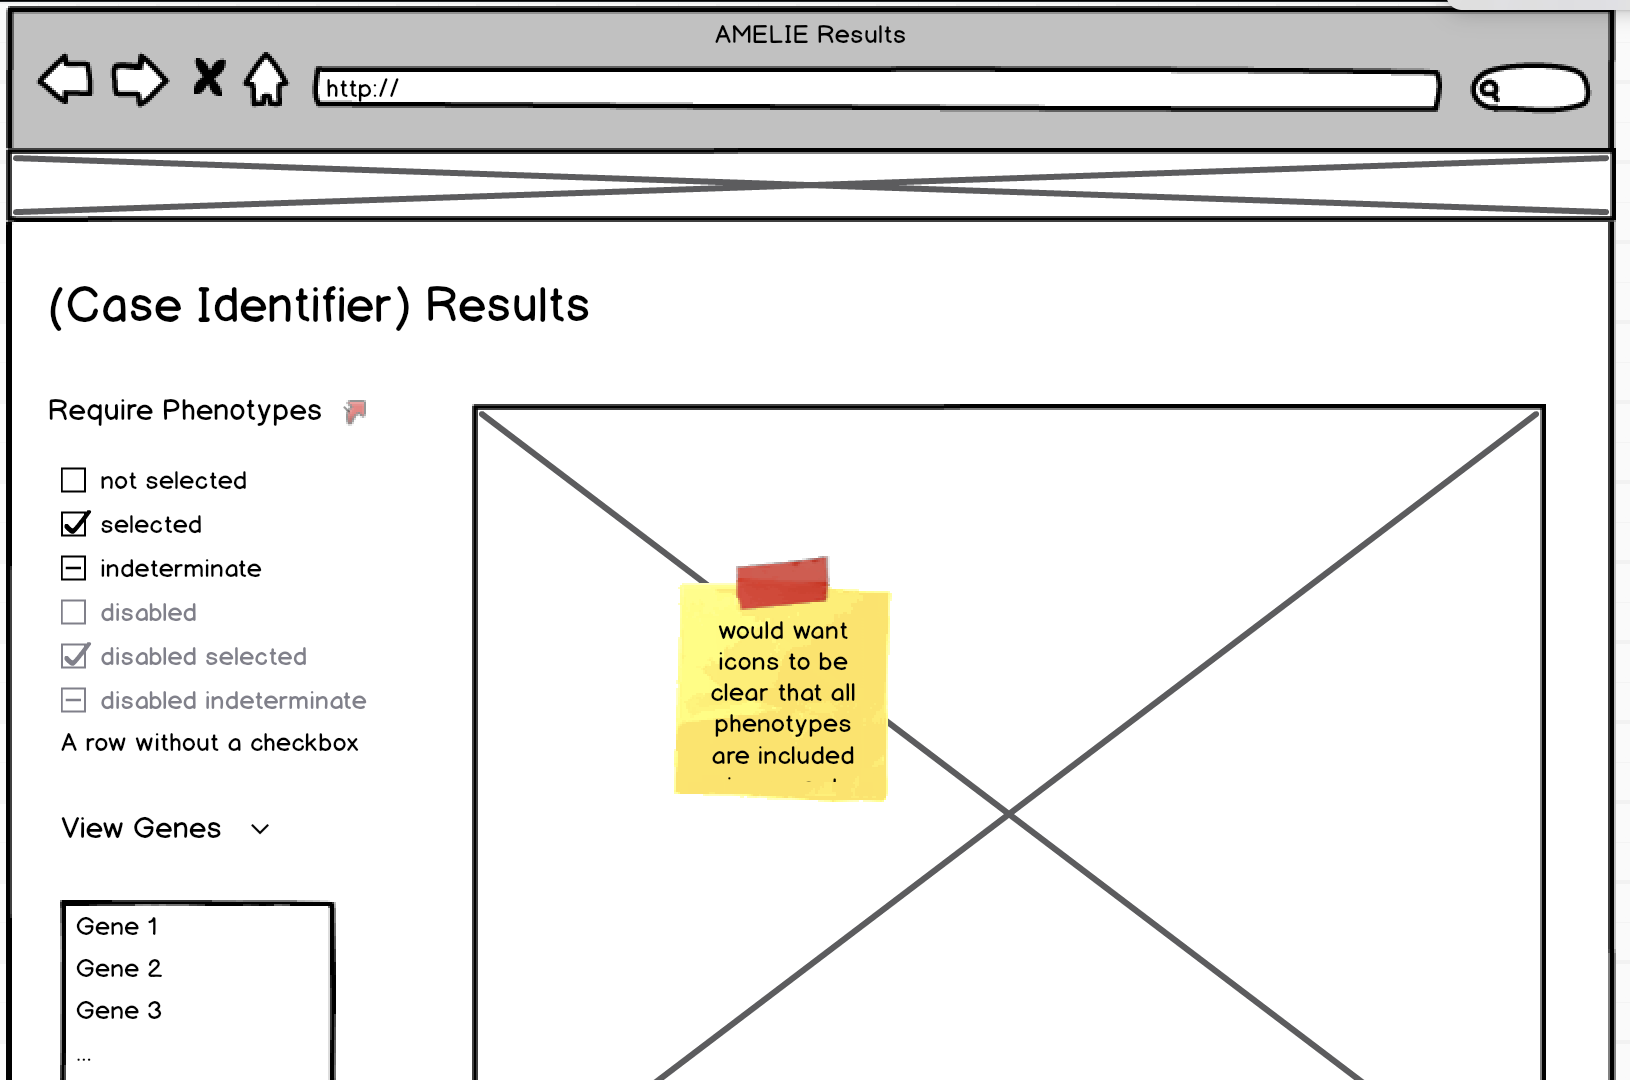 AMELIE Results
http://
(Case Identifier) Results
Require Phenotypes
not selected
selected
indeterminate
disabled
disabled selected
disabled indeterminate
A row without a checkbox
View Genes
Gene 1
Gene 2
Gene 3
...
would want
icons to be
clear that all
phenotypes
are included